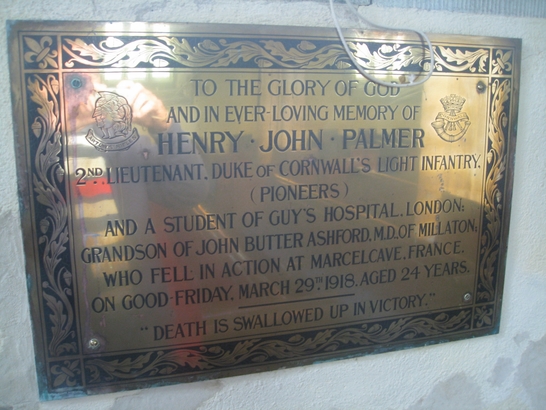 TO THE GLORY OF GOD
AND IN EVER-LOVING MEMORY OF
HENRY · JOHN · PALMER
2ND LIEUTENANT. DUKE OF CORNWALL'S LIGHT INFANTRY.
(PIONEERS)
AND A STUDENT OF GUY'S HOSPITAL. LONDON;
GRANDSON OF JOHN BUTTER ASHFORD, M.D. OF MILLATON;
WHO FELL IN ACTION AT MARCELCAVE, FRANCE,
ON GOOD-FRIDAY, MARCH 29TH 1918. AGED 24 YEARS.
"DEATH IS SWALLOWED UP IN VICTORY."